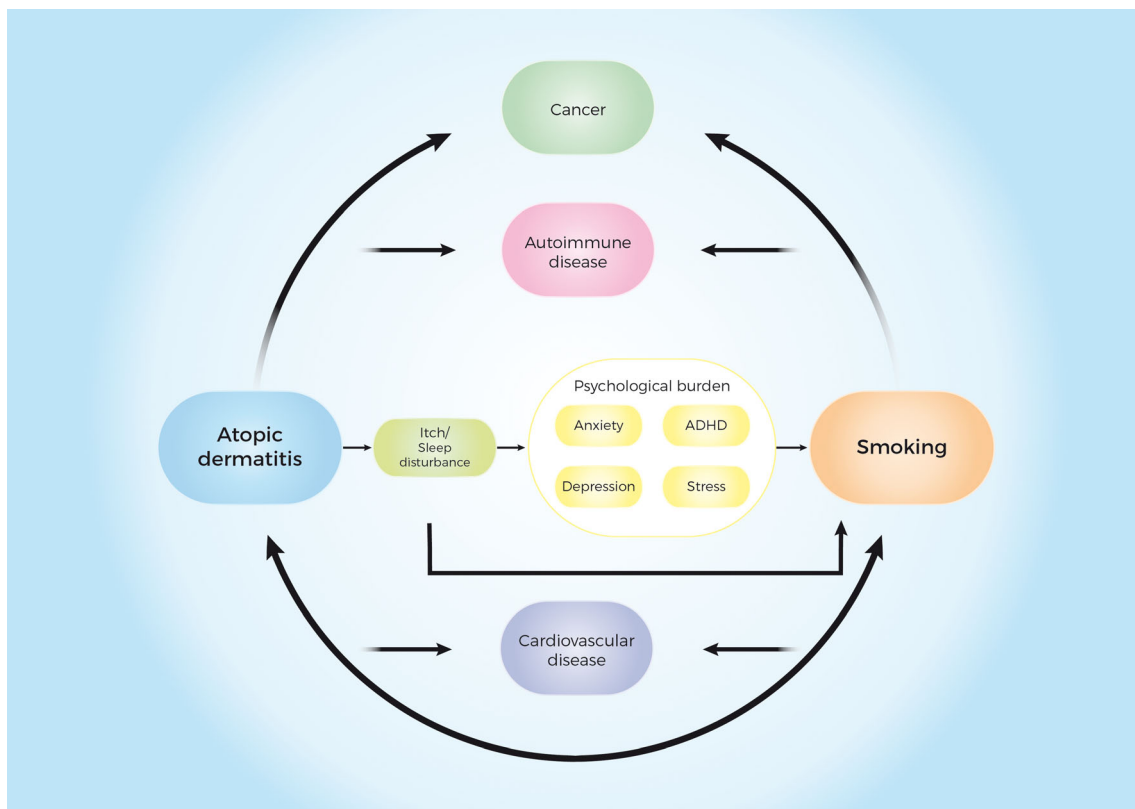 Cancer
Autoimmune
disease
Atopic
dermatitis
Itch/
Sleep
disturbance
Psychological burden
Anxiety
ADHD
Depression
Stress
Smoking
Cardiovascular
disease